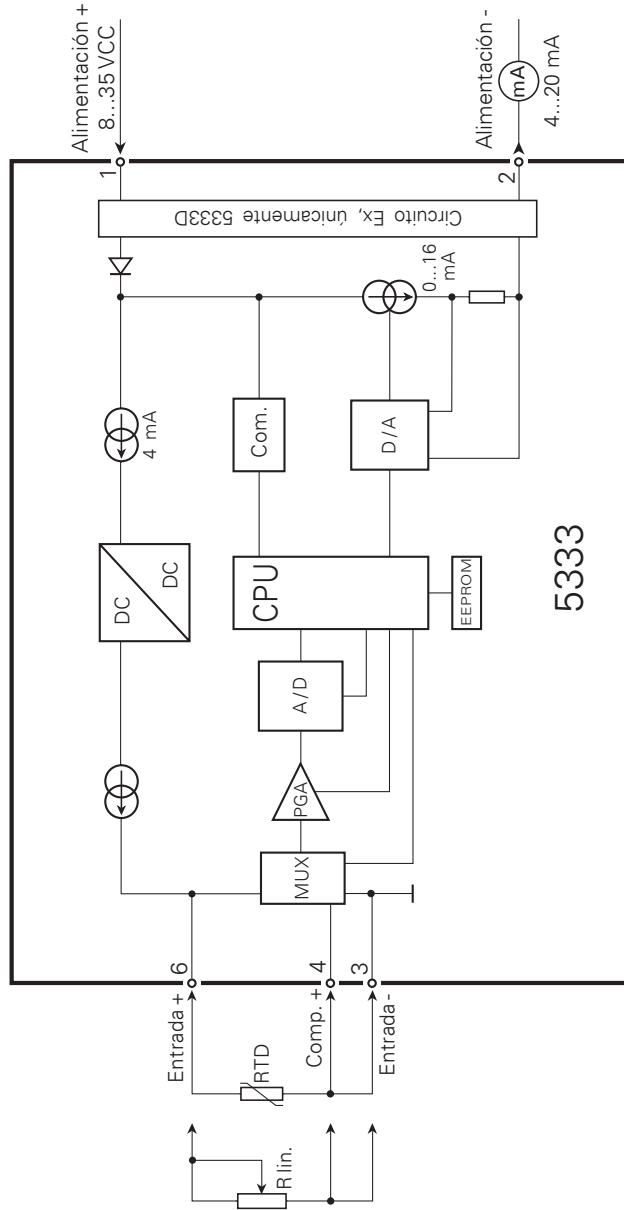 Alimentación +
8...35 VCC
1
Alimentación -
mA
4...20 mA
2
Circuito Ex, únicamente 5333D
4 mA
0...16
mA
DC
DC
Com.
D/A
CPU
EEPROM
A/D
PGA
MUX
6
4
3
Entrada +
Comp. +
Entrada -
RTD
R lin.
5333